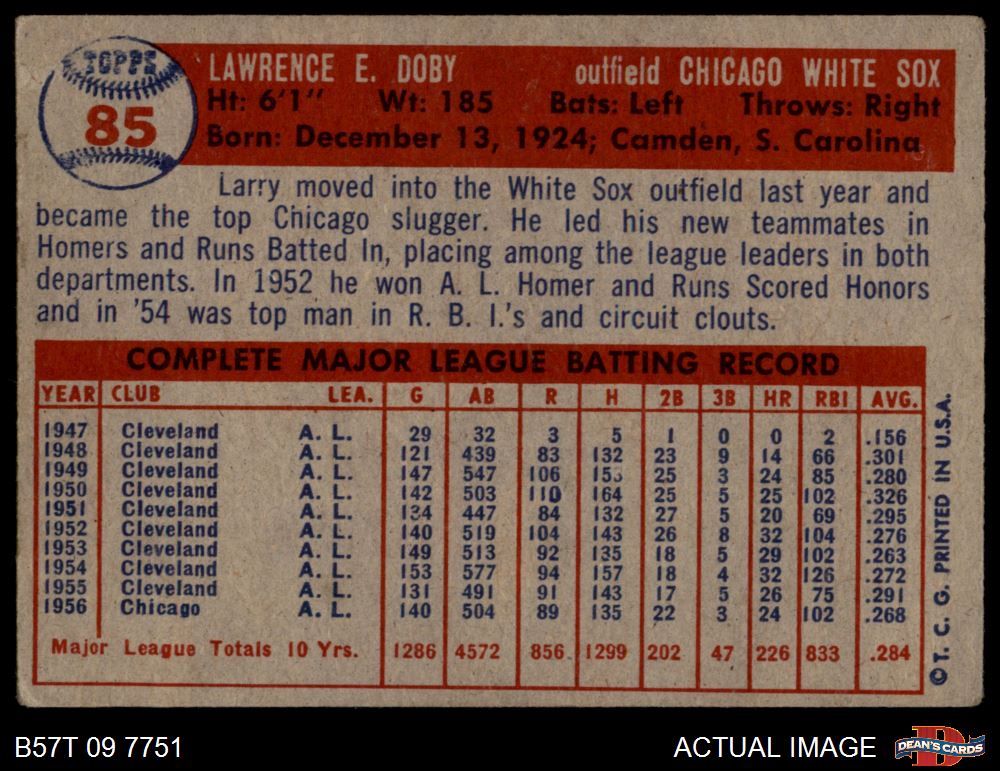 TOPPS
85
LAWRENCE E. DOBY outfield CHICAGO WHITE SOX
Ht: 6'1" Wt: 185 Bats: Left Throws: Right
Born: December 13, 1924; Camden, S. Carolina
Larry moved into the White Sox outfield last year and
became the top Chicago slugger. He led his new teammates in
Homers and Runs Batted In, placing among the league leaders in both
departments. In 1952 he won A. L. Homer and Runs Scored Honors
and in '54 was top man in R. B. I.'s and circuit clouts.
COMPLETE MAJOR LEAGUE BATTING RECORD
YEAR CLUB LEA. G AB R H 2B 3B HR RBI AVG.
1947 Cleveland A. L. 29 32 3 5 1 0 0 2 .156
1948 Cleveland A. L. 121 439 83 132 23 9 14 66 .301
1949 Cleveland A. L. 147 547 106 153 25 3 24 85 .280
1950 Cleveland A. L. 142 503 110 164 25 5 25 102 .326
1951 Cleveland A. L. 134 447 84 132 27 5 20 69 .295
1952 Cleveland A. L. 140 519 104 143 26 8 32 104 .276
1953 Cleveland A. L. 149 513 92 135 18 5 29 102 .263
1954 Cleveland A. L. 153 577 94 157 18 4 32 126 .272
1955 Cleveland A. L. 131 491 91 143 17 5 26 75 .291
1956 Chicago A. L. 140 504 89 135 22 3 24 102 .268
Major League Totals 10 Yrs. 1286 4572 856 1299 202 47 226 833 .284
© T. C. G. PRINTED IN U.S.A.
B57T 09 7751 ACTUAL IMAGE DEAN'S CARDS